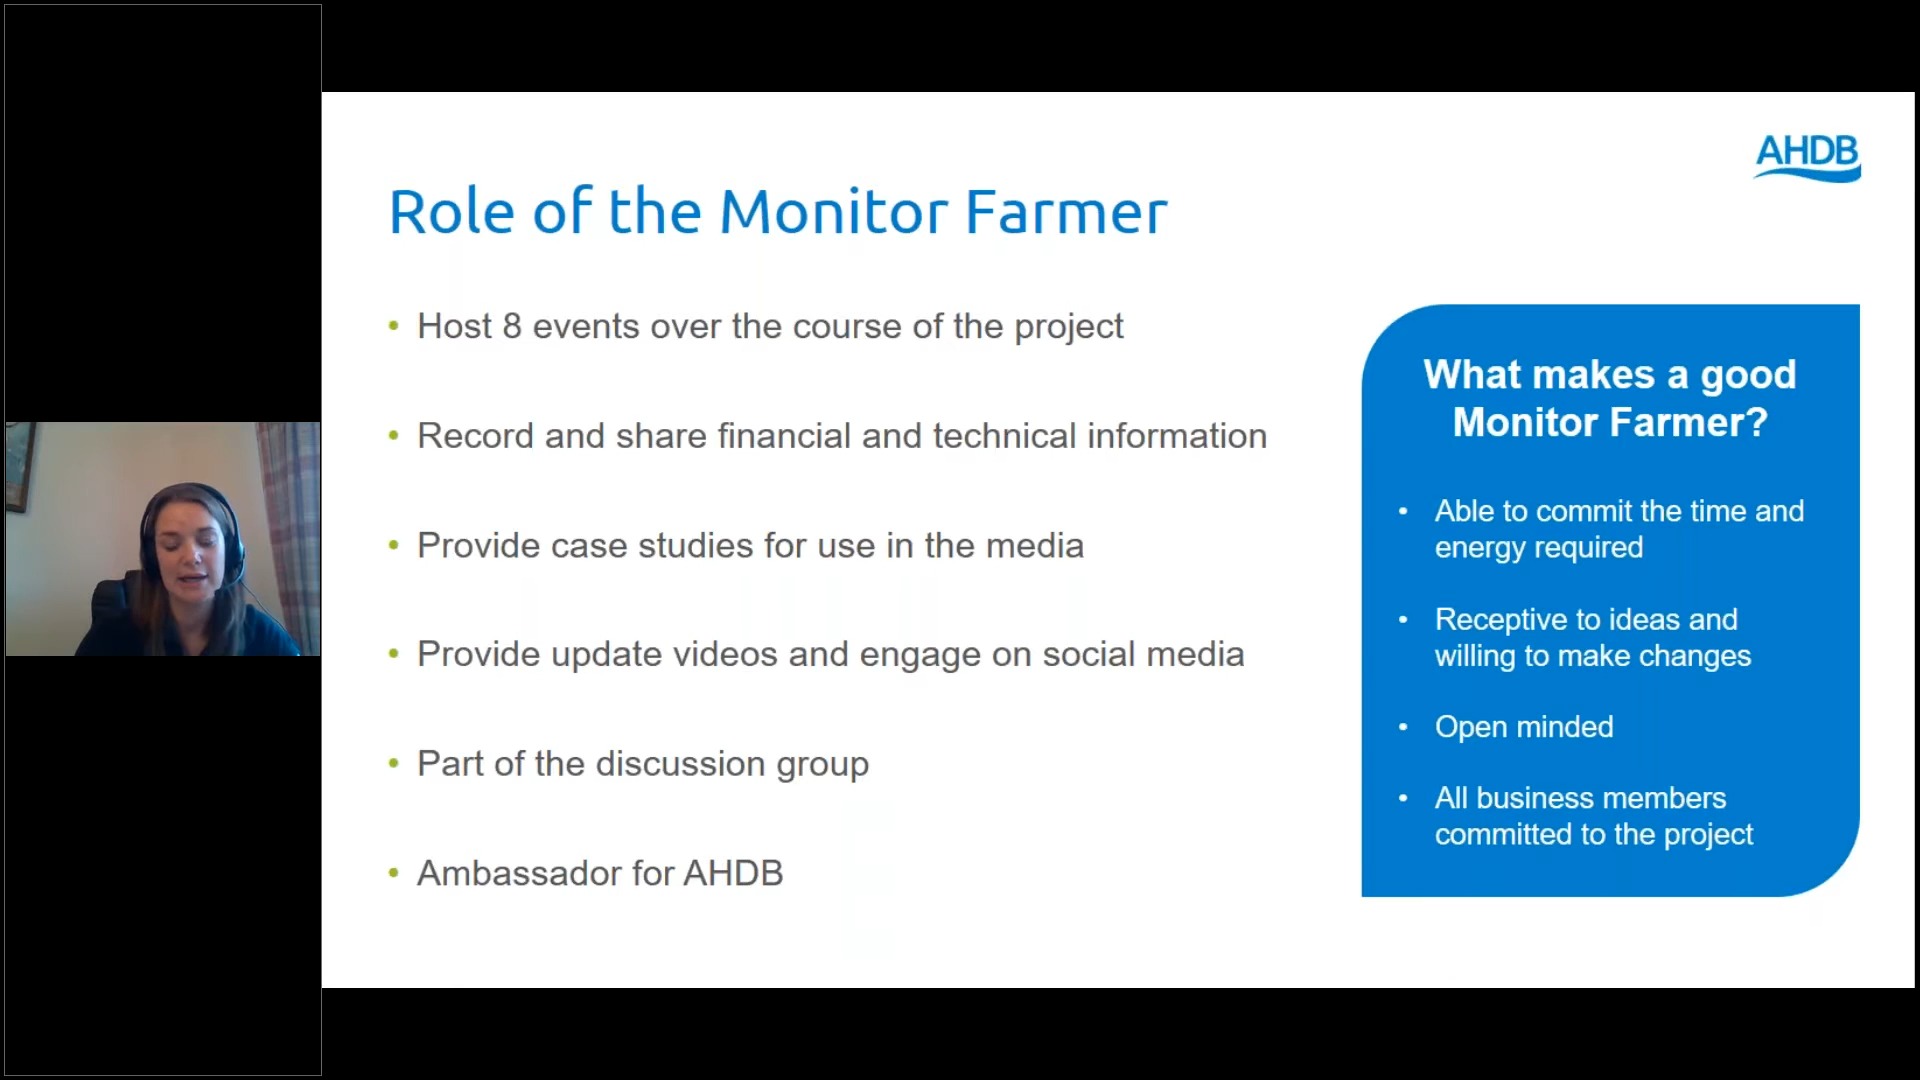 AHDB
Role of the Monitor Farmer
• Host 8 events over the course of the project
• Record and share financial and technical information
• Provide case studies for use in the media
• Provide update videos and engage on social media
• Part of the discussion group
• Ambassador for AHDB
What makes a good
Monitor Farmer?
• Able to commit the time and
energy required
• Receptive to ideas and
willing to make changes
• Open minded
• All business members
committed to the project